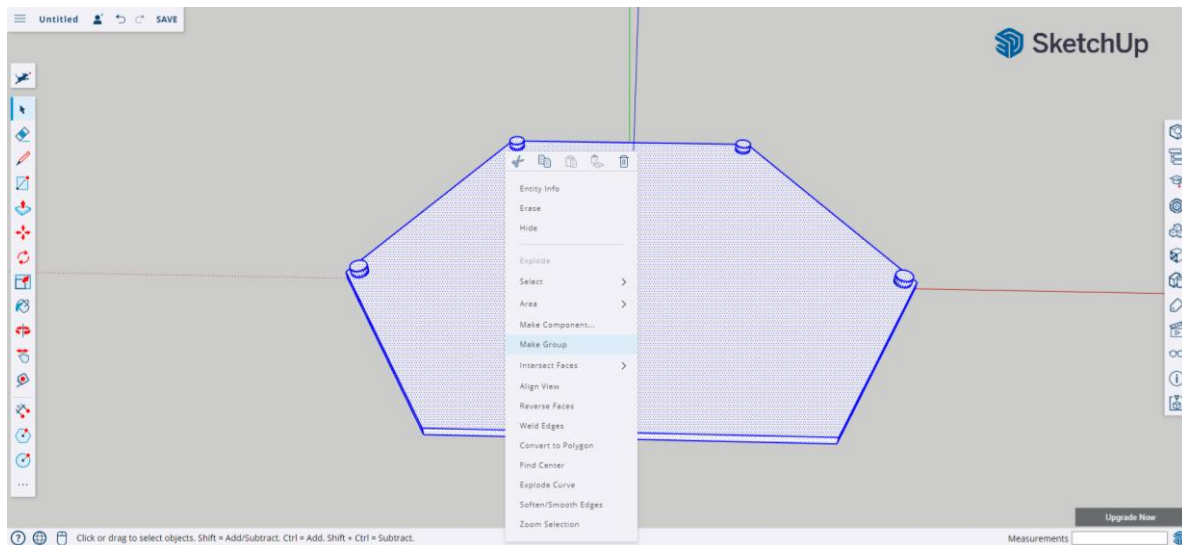 Untitled SAVE
SketchUp
Entity Info
Erase
Hide
Explode
Select
Area
Make Component...
Make Group
Intersect Faces
Align View
Reverse Faces
Weld Edges
Convert to Polygon
Find Center
Explode Curve
Soften/Smooth Edges
Zoom Selection
Upgrade Now
Click or drag to select objects. Shift = Add/Subtract. Ctrl = Add. Shift + Ctrl = Subtract. Measurements